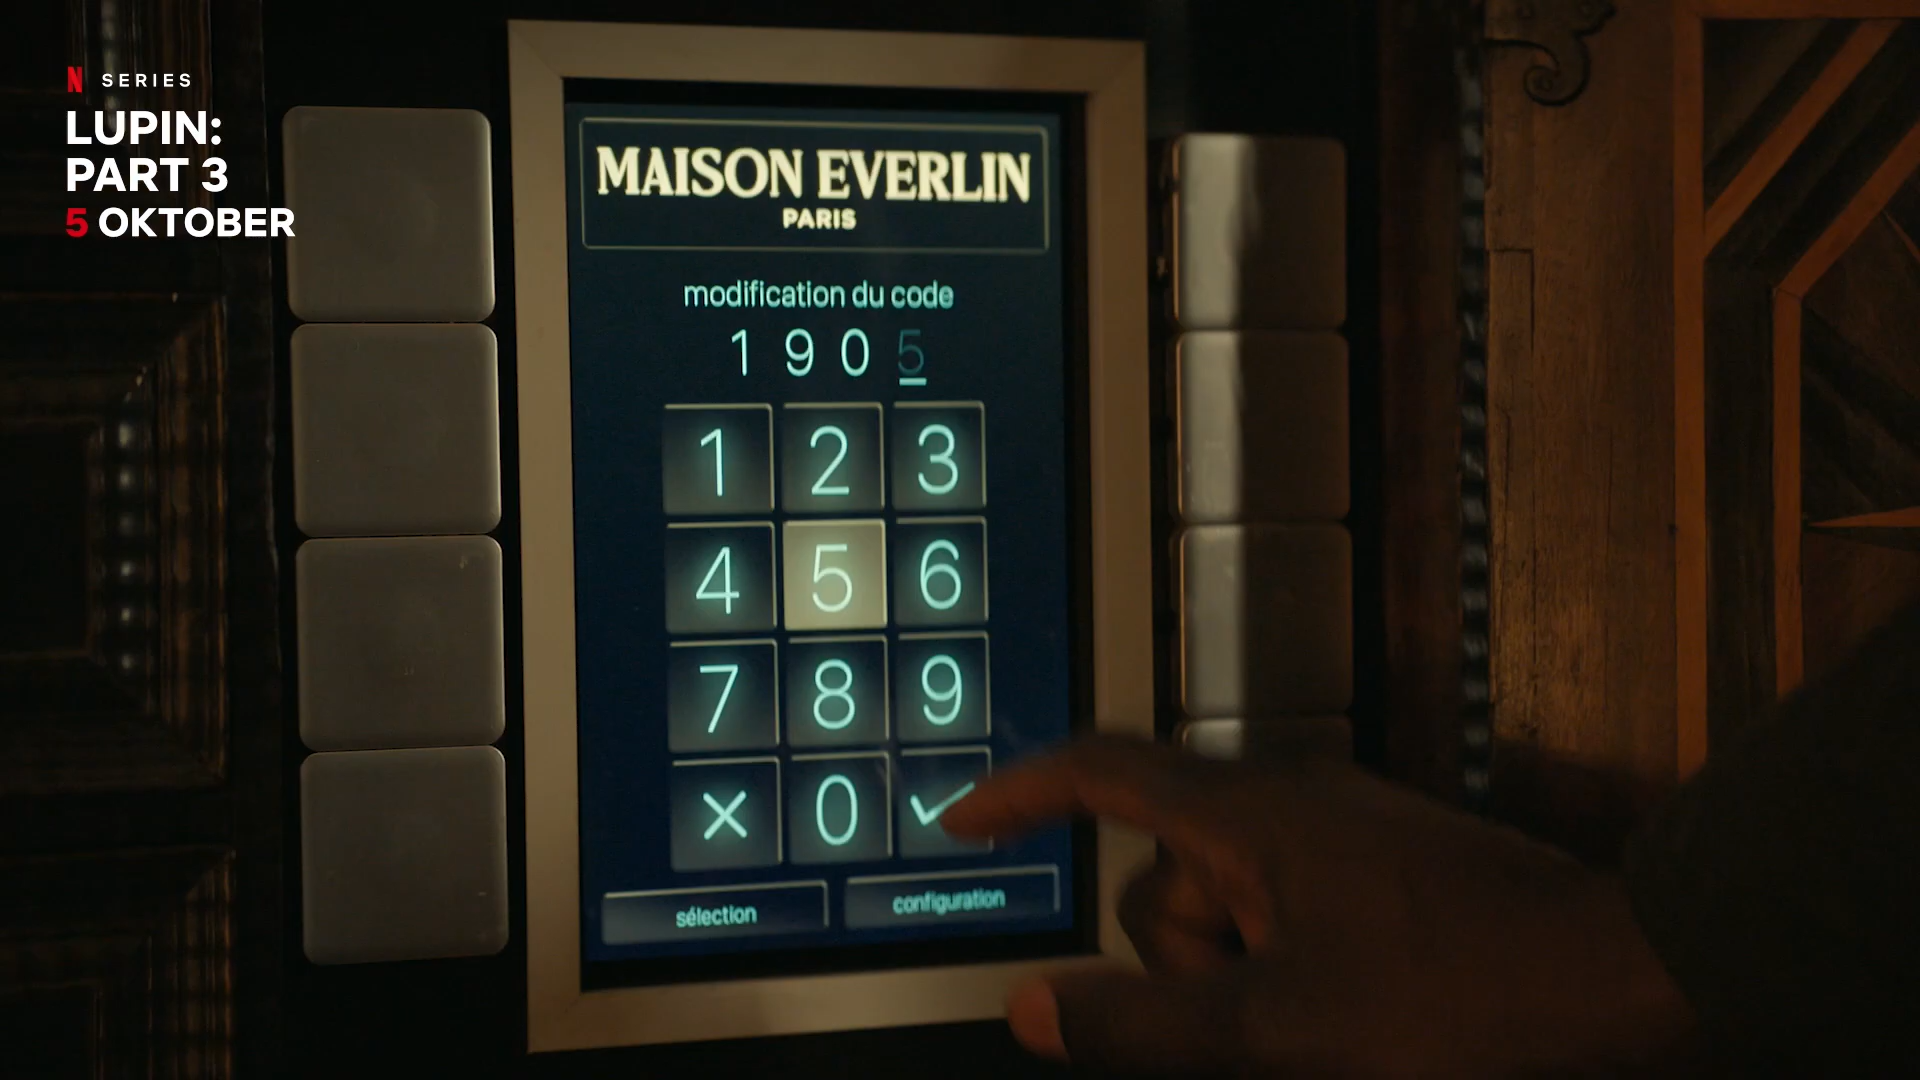 N SERIES
LUPIN:
PART 3
5 OKTOBER
MAISON EVERLIN
PARIS
modification du code
1 9 0 5
1 2 3
4 5 6
7 8 9
× 0 ✓
sélection configuration